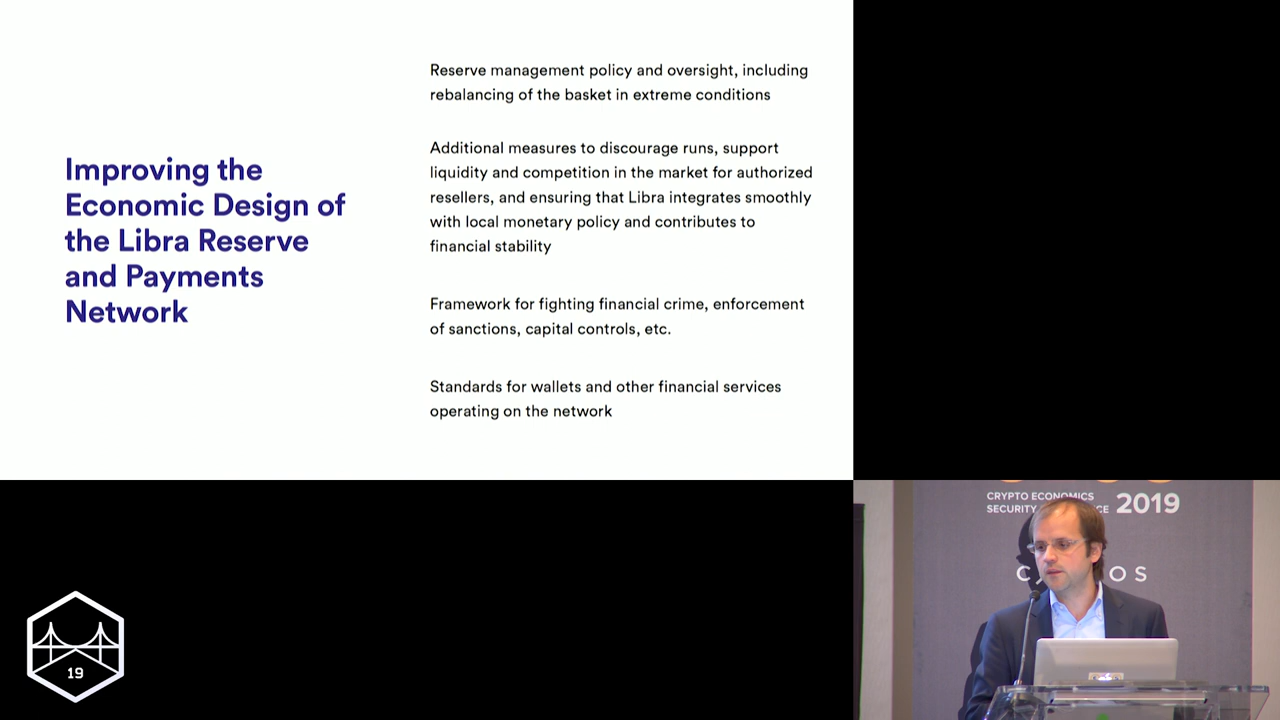 Improving the
Economic Design of
the Libra Reserve
and Payments
Network
Reserve management policy and oversight, including
rebalancing of the basket in extreme conditions
Additional measures to discourage runs, support
liquidity and competition in the market for authorized
resellers, and ensuring that Libra integrates smoothly
with local monetary policy and contributes to
financial stability
Framework for fighting financial crime, enforcement
of sanctions, capital controls, etc.
Standards for wallets and other financial services
operating on the network
CRYPTO ECONOMICS
SECURITY CE 2019
C OS
19